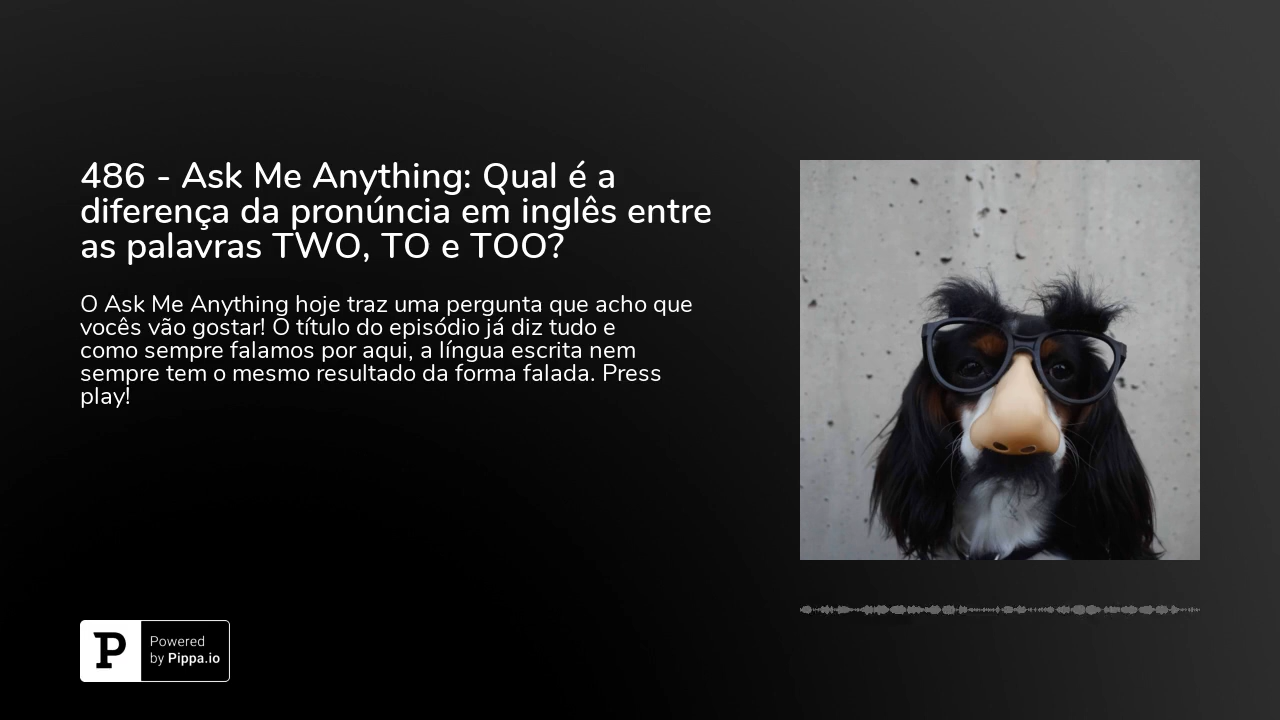 486 - Ask Me Anything: Qual é a
diferença da pronúncia em inglês entre
as palavras TWO, TO e TOO?
O Ask Me Anything hoje traz uma pergunta que acho que
vocês vão gostar! O título do episódio já diz tudo e
como sempre falamos por aqui, a língua escrita nem
sempre tem o mesmo resultado da forma falada. Press
play!
P
Powered
by Pippa.io